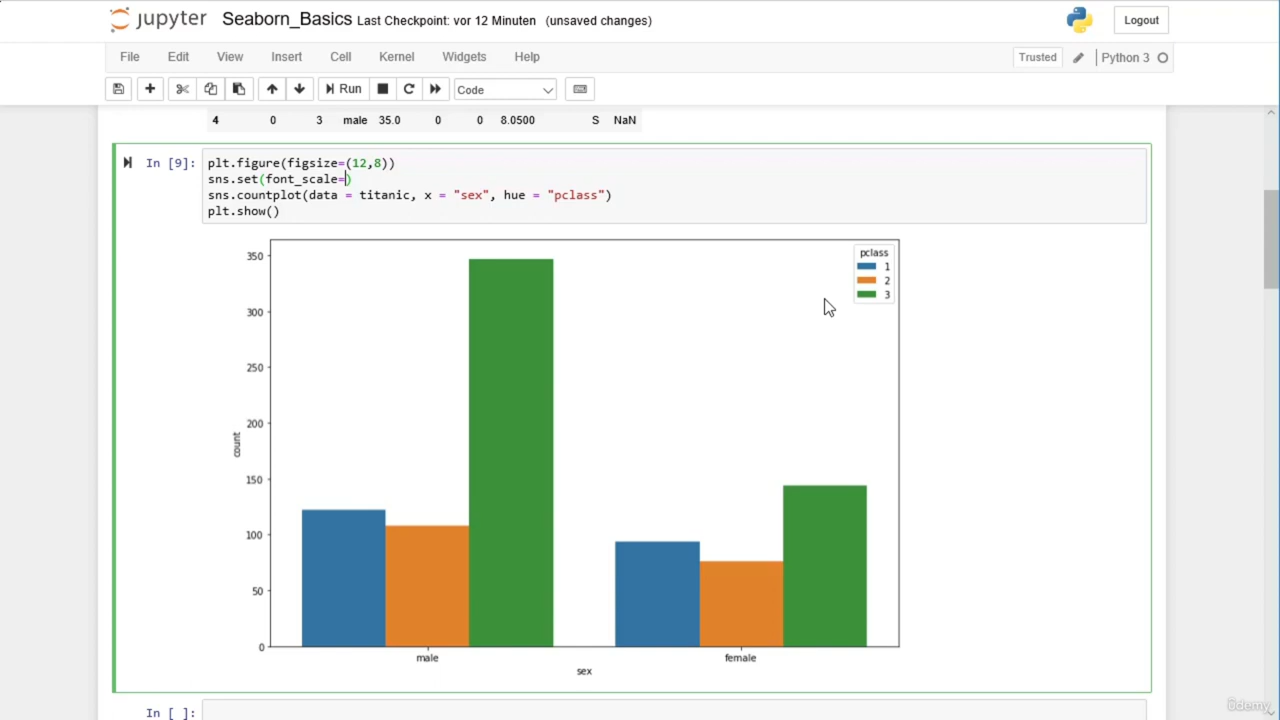 jupyter Seaborn_Basics Last Checkpoint: vor 12 Minuten (unsaved changes) Logout
File Edit View Insert Cell Kernel Widgets Help Trusted Python 3
Run Code
4 0 3 male 35.0 0 0 8.0500 S NaN
In [9]: plt.figure(figsize=(12,8))
sns.set(font_scale=)
sns.countplot(data = titanic, x = "sex", hue = "pclass")
plt.show()
pclass
1
2
3
350
300
250
200
150
100
50
0
count
male female
sex
In [ ]:
ûdemy